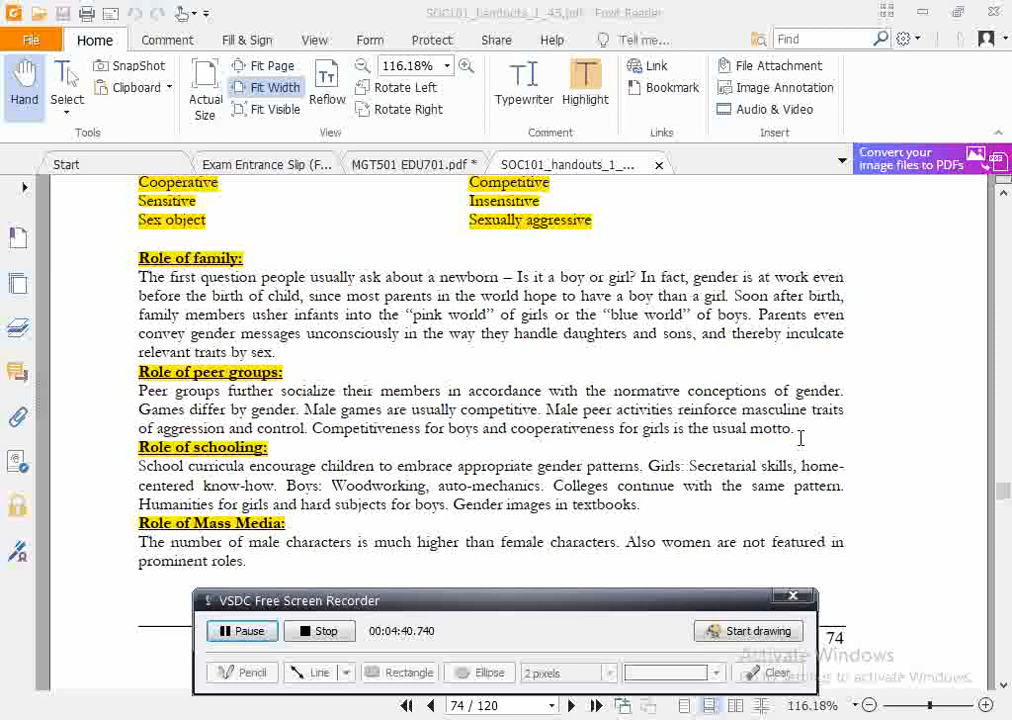 SOC101_handouts_1_45.pdf - Foxit Reader
File
Home
Comment
Fill & Sign
View
Form
Protect
Share
Help
Tell me...
Find
Hand
Select
SnapShot
Clipboard
Tools
Actual Size
Fit Page
Fit Width
Fit Visible
Reflow
116.18%
Rotate Left
Rotate Right
View
Typewriter
Highlight
Comment
Link
Bookmark
Links
File Attachment
Image Annotation
Audio & Video
Insert
Start
Exam Entrance Slip (F...
MGT501 EDU701.pdf *
SOC101_handouts_1_...
Convert your
image files to PDFs
Cooperative Competitive
Sensitive Insensitive
Sex object Sexually aggressive
Role of family:
The first question people usually ask about a newborn – Is it a boy or girl? In fact, gender is at work even
before the birth of child, since most parents in the world hope to have a boy than a girl. Soon after birth,
family members usher infants into the “pink world” of girls or the “blue world” of boys. Parents even
convey gender messages unconsciously in the way they handle daughters and sons, and thereby inculcate
relevant traits by sex.
Role of peer groups:
Peer groups further socialize their members in accordance with the normative conceptions of gender.
Games differ by gender. Male games are usually competitive. Male peer activities reinforce masculine traits
of aggression and control. Competitiveness for boys and cooperativeness for girls is the usual motto.
Role of schooling:
School curricula encourage children to embrace appropriate gender patterns. Girls: Secretarial skills, home-
centered know-how. Boys: Woodworking, auto-mechanics. Colleges continue with the same pattern.
Humanities for girls and hard subjects for boys. Gender images in textbooks.
Role of Mass Media:
The number of male characters is much higher than female characters. Also women are not featured in
prominent roles.
VSDC Free Screen Recorder
Pause
Stop
00:04:40.740
Start drawing
Pencil
Line
Rectangle
Ellipse
2 pixels
Clear
74
Activate Windows
to activate Windows.
74 / 120
116.18%